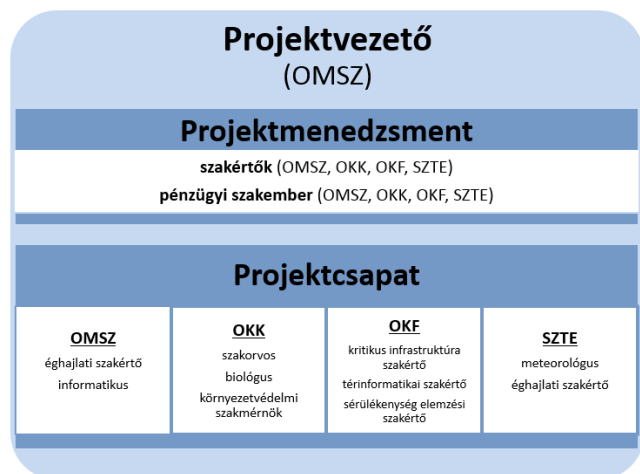 Projektvezető
(OMSZ)
Projektmenedzsment
szakértők (OMSZ, OKK, OKF, SZTE)
pénzügyi szakember (OMSZ, OKK, OKF, SZTE)
Projektcsapat
OMSZ
éghajlati szakértő
informatikus
OKK
szakorvos
biológus
környezetvédelmi
szakmérnök
OKF
kritikus infrastruktúra
szakértő
térinformatikai szakértő
sérülékenység elemzési
szakértő
SZTE
meteorológus
éghajlati szakértő